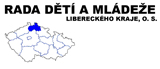 RADA DĚTÍ A MLÁDEŽE
LIBERECKÉHO KRAJE, O. S.